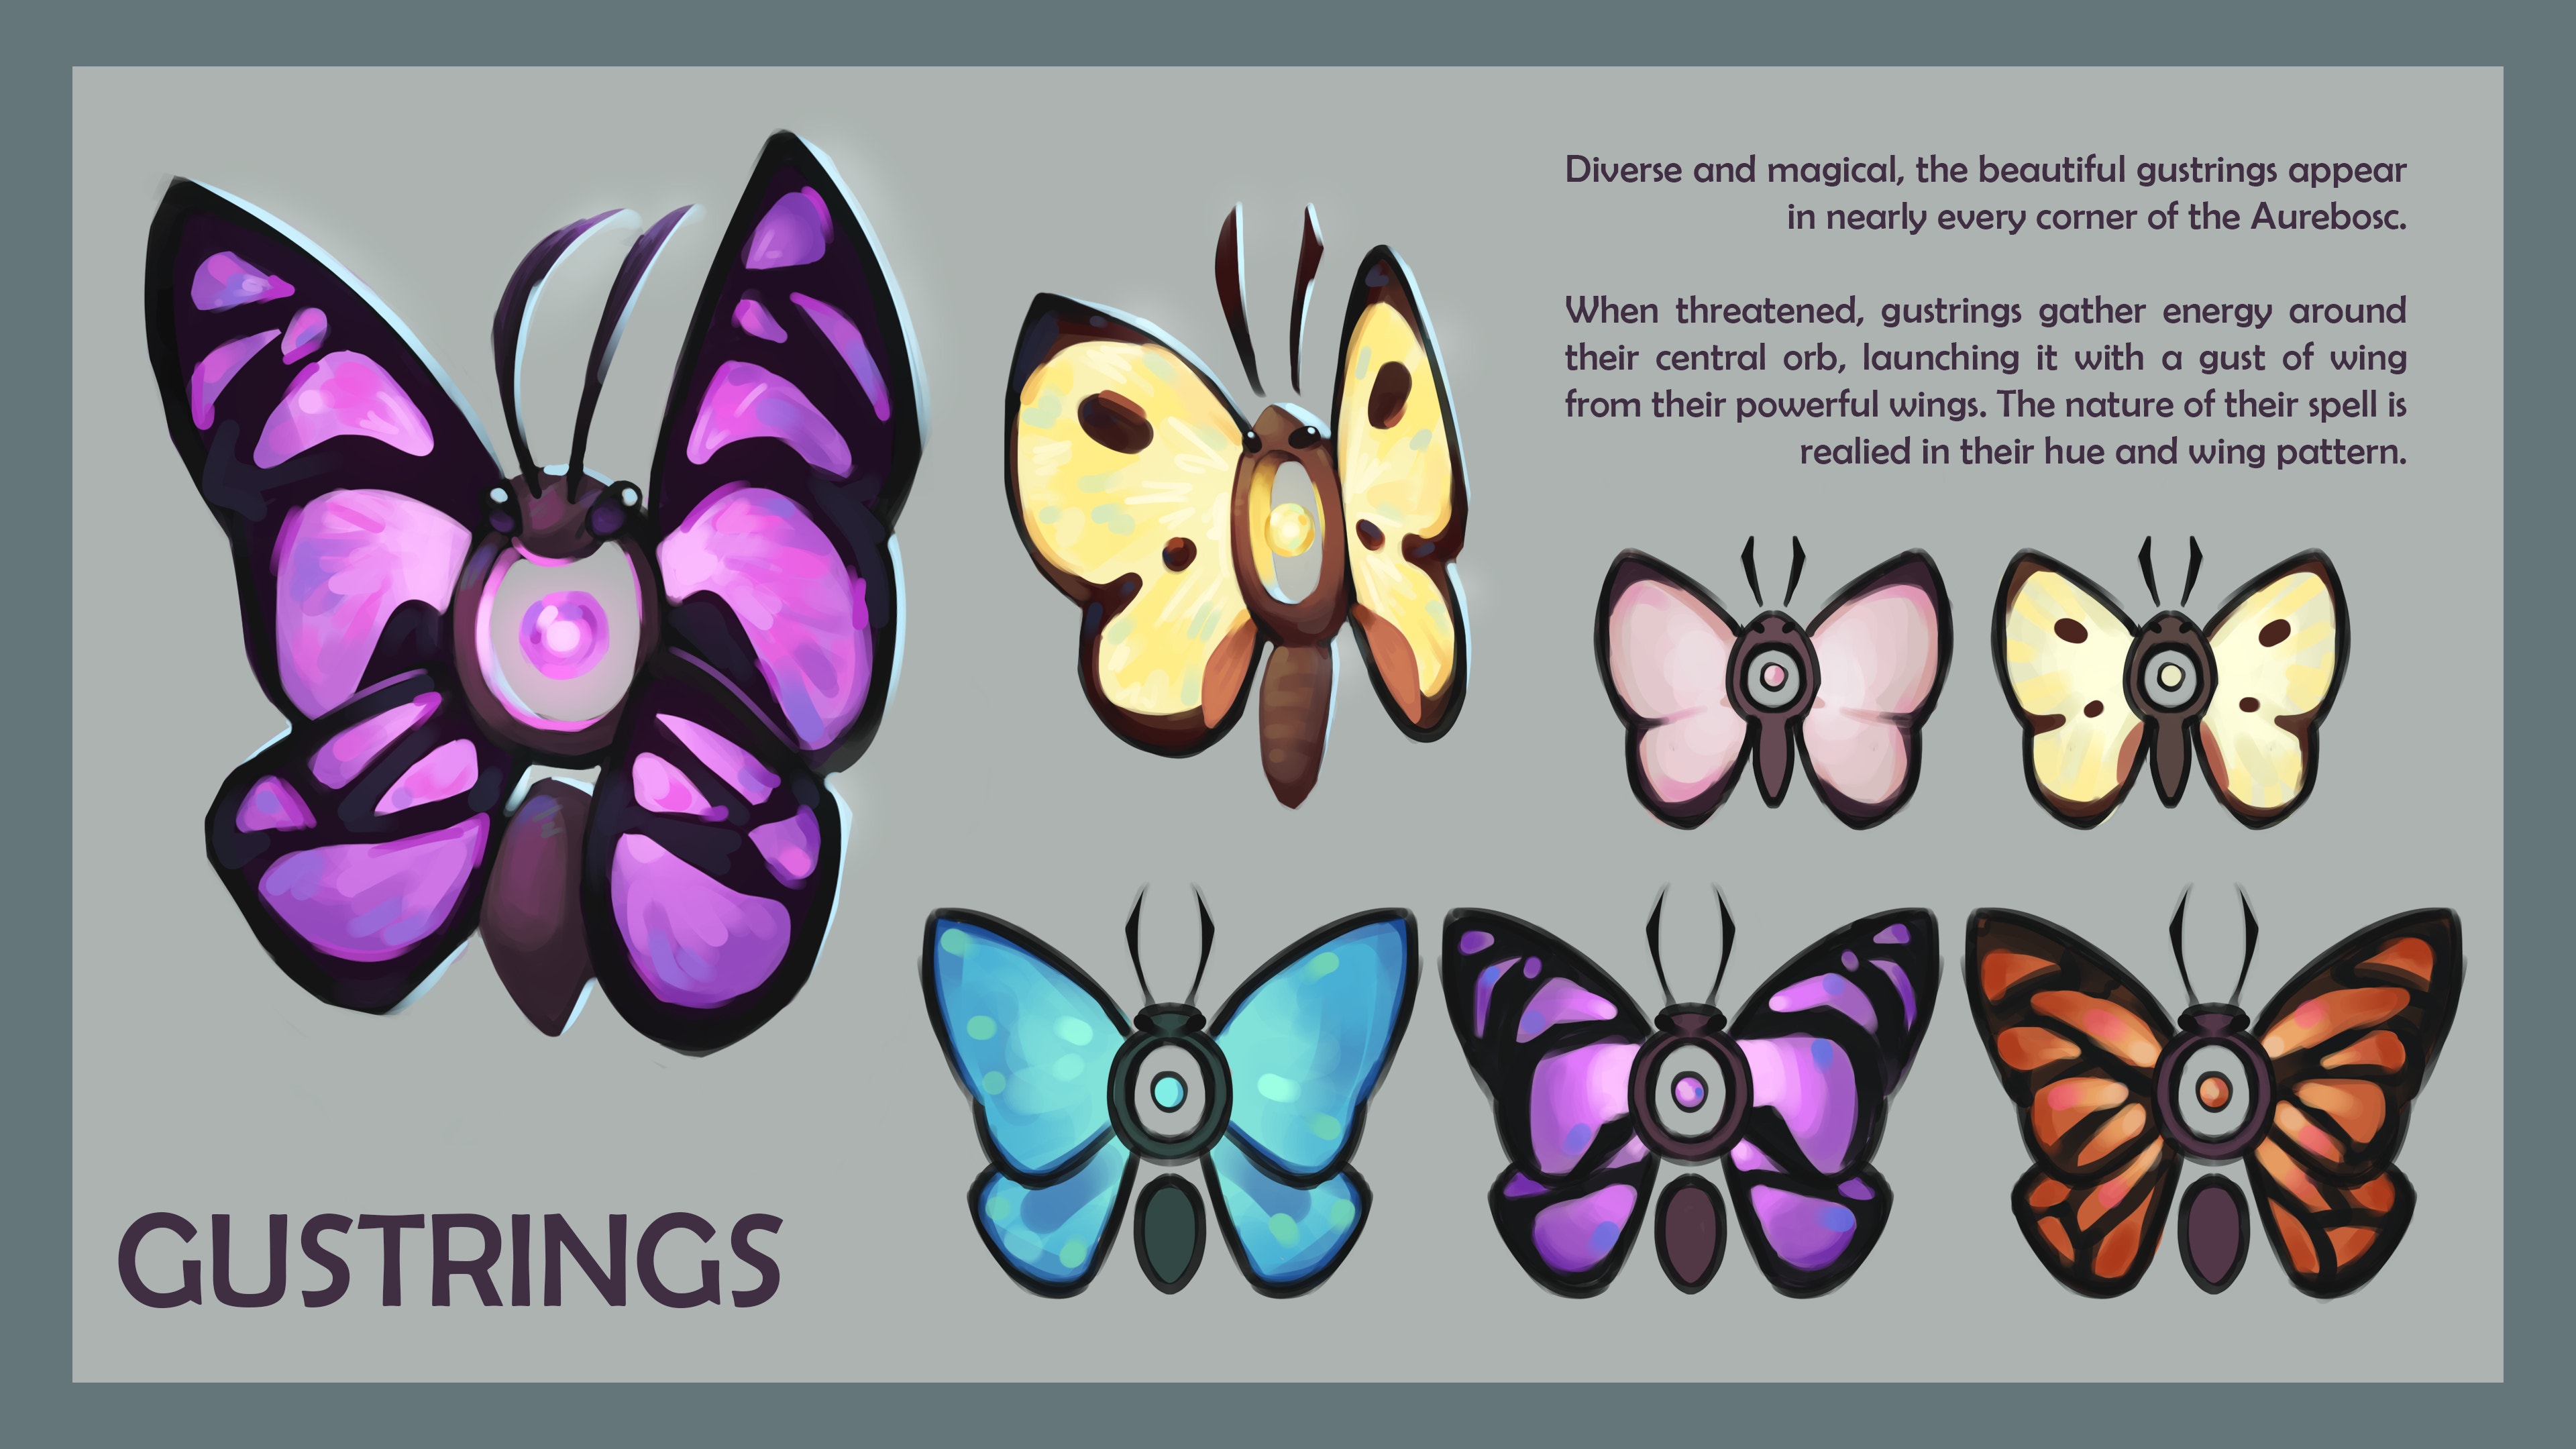 Diverse and magical, the beautiful gustrings appear
in nearly every corner of the Aurebosc.
When threatened, gustrings gather energy around
their central orb, launching it with a gust of wing
from their powerful wings. The nature of their spell is
realied in their hue and wing pattern.
GUSTRINGS